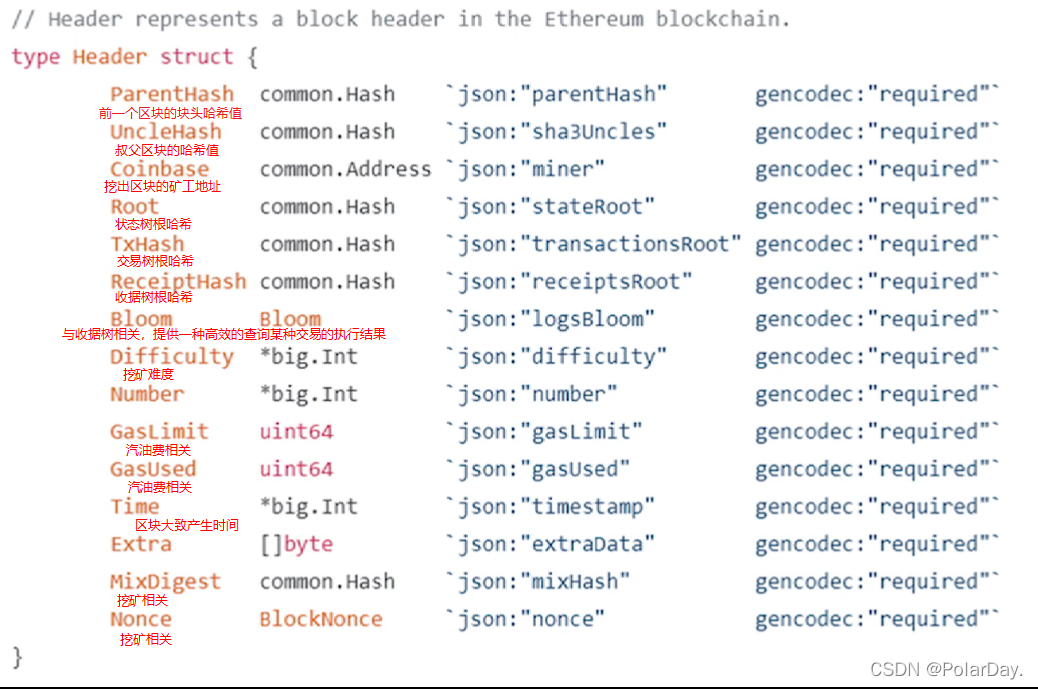 // Header represents a block header in the Ethereum blockchain.
type Header struct {
ParentHash common.Hash `json:"parentHash" gencodec:"required"`
前一个区块的块头哈希值
UncleHash common.Hash `json:"sha3Uncles" gencodec:"required"`
叔父区块的哈希值
Coinbase common.Address `json:"miner" gencodec:"required"`
挖出区块的矿工地址
Root common.Hash `json:"stateRoot" gencodec:"required"`
状态树根哈希
TxHash common.Hash `json:"transactionsRoot" gencodec:"required"`
交易树根哈希
ReceiptHash common.Hash `json:"receiptsRoot" gencodec:"required"`
收据树根哈希
Bloom Bloom `json:"logsBloom" gencodec:"required"`
与收据树相关，提供一种高效的查询某种交易的执行结果
Difficulty *big.Int `json:"difficulty" gencodec:"required"`
挖矿难度
Number *big.Int `json:"number" gencodec:"required"`
GasLimit uint64 `json:"gasLimit" gencodec:"required"`
汽油费相关
GasUsed uint64 `json:"gasUsed" gencodec:"required"`
汽油费相关
Time *big.Int `json:"timestamp" gencodec:"required"`
区块大致产生时间
Extra []byte `json:"extraData" gencodec:"required"`
MixDigest common.Hash `json:"mixHash" gencodec:"required"`
挖矿相关
Nonce BlockNonce `json:"nonce" gencodec:"required"`
挖矿相关
}
CSDN @PolarDay.